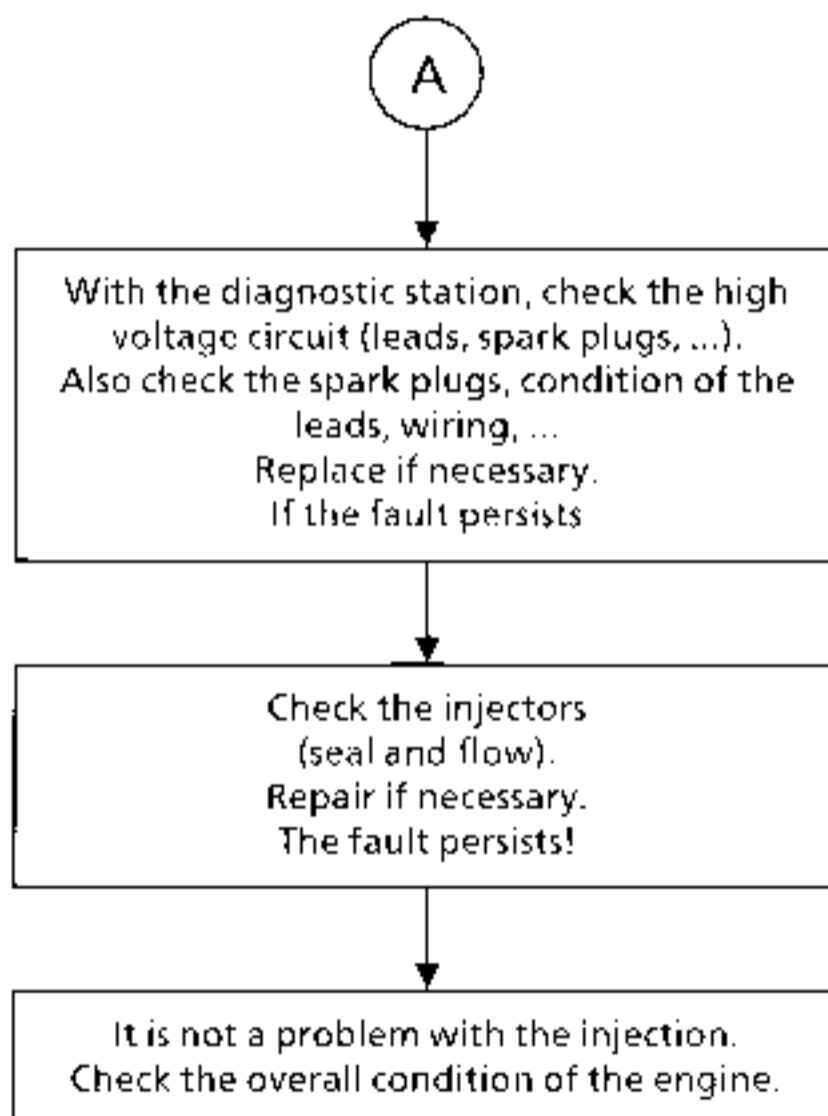 A
With the diagnostic station, check the high
voltage circuit (leads, spark plugs, ...).
Also check the spark plugs, condition of the
leads, wiring, ...
Replace if necessary.
If the fault persists
Check the injectors
(seal and flow).
Repair if necessary.
The fault persists!
It is not a problem with the injection.
Check the overall condition of the engine.